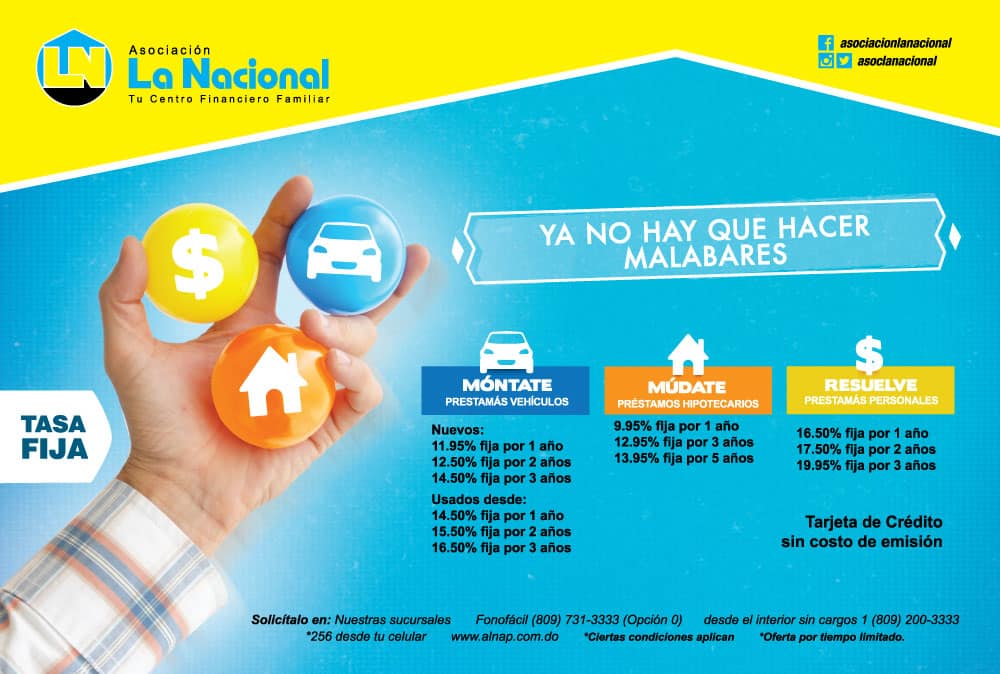 LN
Asociación
La Nacional
Tu Centro Financiero Familiar
asociacionlanacional
asoclanacional
YA NO HAY QUE HACER
MALABARES
$
TASA
FIJA
MÓNTATE
PRESTAMÁS VEHÍCULOS
Nuevos:
11.95% fija por 1 año
12.50% fija por 2 años
14.50% fija por 3 años
Usados desde:
14.50% fija por 1 año
15.50% fija por 2 años
16.50% fija por 3 años
MÚDATE
PRÉSTAMOS HIPOTECARIOS
9.95% fija por 1 año
12.95% fija por 3 años
13.95% fija por 5 años
$
RESUELVE
PRESTAMÁS PERSONALES
16.50% fija por 1 año
17.50% fija por 2 años
19.95% fija por 3 años
Tarjeta de Crédito
sin costo de emisión
Solicítalo en: Nuestras sucursales Fonofácil (809) 731-3333 (Opción 0) desde el interior sin cargos 1 (809) 200-3333
*256 desde tu celular www.alnap.com.do *Ciertas condiciones aplican *Oferta por tiempo limitado.